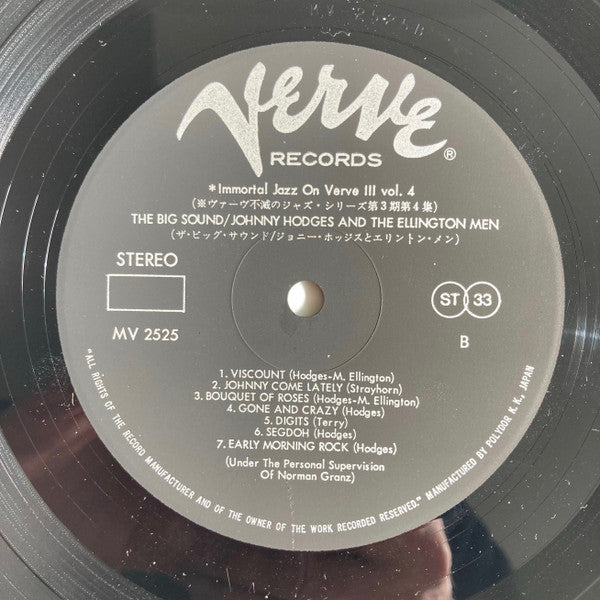 VERVE
RECORDS ®
*Immortal Jazz On Verve III vol. 4
(※ヴァーヴ不滅のジャズ・シリーズ第3期第4集)
THE BIG SOUND/JOHNNY HODGES AND THE ELLINGTON MEN
(ザ・ビッグ・サウンド/ジョニー・ホッジスとエリントン・メン)
STEREO
ST 33
MV 2525
B
1. VISCOUNT (Hodges-M. Ellington)
2. JOHNNY COME LATELY (Strayhorn)
3. BOUQUET OF ROSES (Hodges-M. Ellington)
4. GONE AND CRAZY (Hodges)
5. DIGITS (Terry)
6. SEGDOH (Hodges)
7. EARLY MORNING ROCK (Hodges)
(Under The Personal Supervision
Of Norman Granz)
"ALL RIGHTS OF THE RECORD MANUFACTURER AND OF THE OWNER OF THE WORK RECORDED RESERVED." MANUFACTURED BY POLYDOR K. K., JAPAN